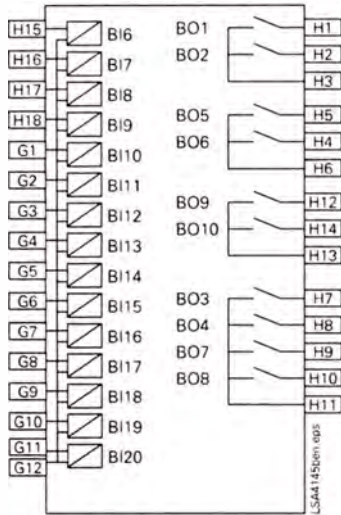 H15 BI6 BO1 H1
H16 BI7 BO2 H2
H17 BI8 H3
H18 BI9 BO5 H5
G1 BI10 BO6 H4
G2 BI11 H6
G3 BI12 BO9 H12
G4 BI13 BO10 H14
G5 BI14 H13
G6 BI15 BO3 H7
G7 BI16 BO4 H8
G8 BI17 BO7 H9
G9 BI18 BO8 H10
G10 BI19 H11
G11 BI20
G12
LSA4145ben.eps